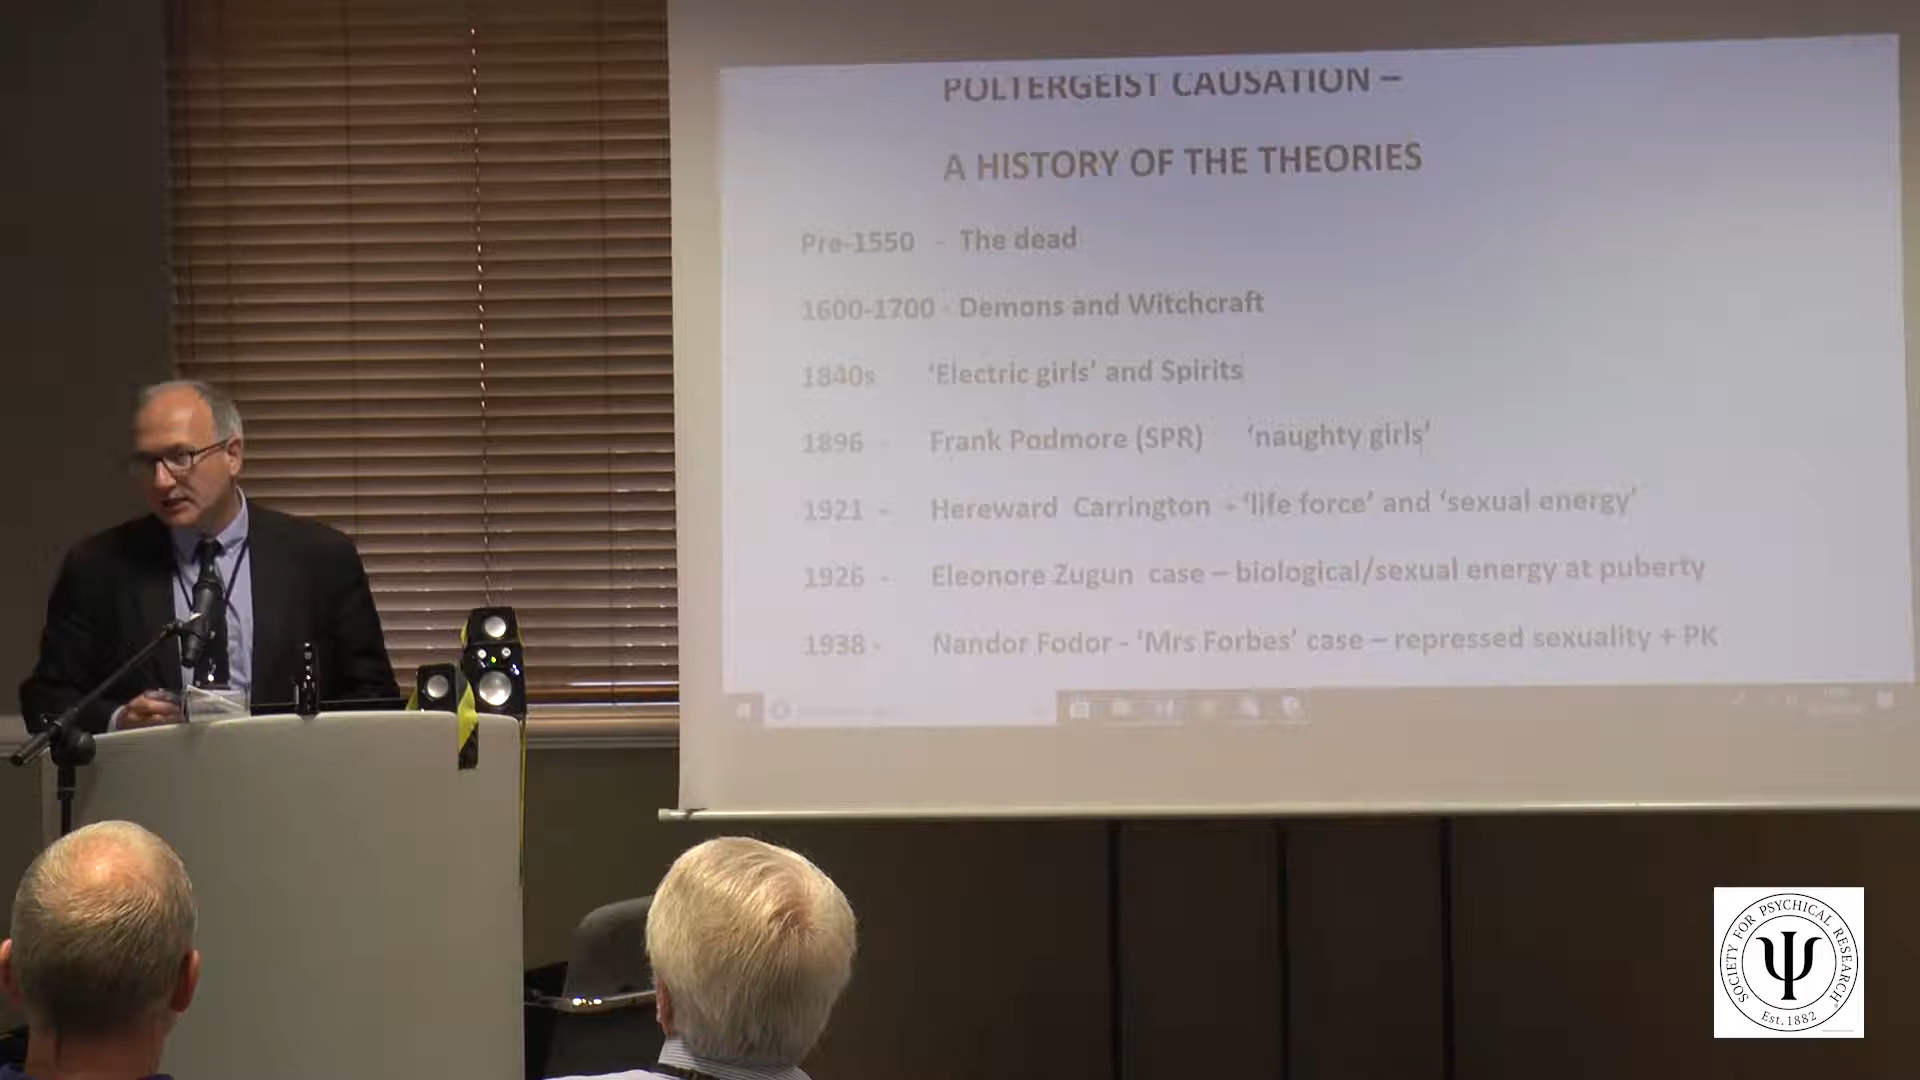 POLTERGEIST CAUSATION –
A HISTORY OF THE THEORIES
Pre-1550 - The dead
1600-1700 - Demons and Witchcraft
1840s ‘Electric girls’ and Spirits
1896 - Frank Podmore (SPR) ‘naughty girls’
1921 - Hereward Carrington - ‘life force’ and ‘sexual energy’
1926 - Eleonore Zugun case – biological/sexual energy at puberty
1938 - Nandor Fodor - ‘Mrs Forbes’ case – repressed sexuality + PK
SOCIETY FOR PSYCHICAL RESEARCH
Ψ
Est. 1882